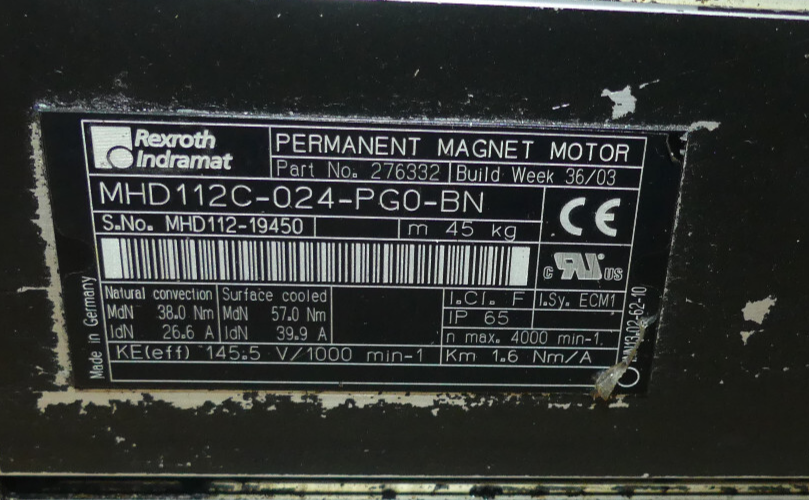 Rexroth
Indramat
PERMANENT MAGNET MOTOR
Part No. 276332 Build Week 36/03
MHD112C-024-PG0-BN
CE
S.No. MHD112-19450 m 45 kg
c RU US
Natural convection Surface cooled I.Cl. F I.Sy. ECM1
MdN 38.0 Nm MdN 57.0 Nm IP 65
IdN 26.6 A IdN 39.9 A n max. 4000 min-1
KE(eff) 145.5 V/1000 min-1 Km 1.6 Nm/A
Made in Germany